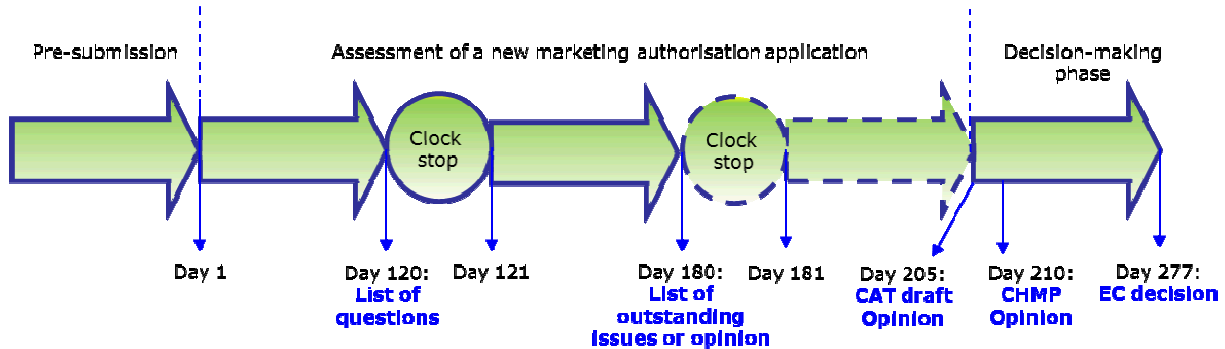 Pre-submission
Assessment of a new marketing authorisation application
Decision-making
phase
Clock
stop
Clock
stop
Day 1
Day 120:
List of
questions
Day 121
Day 180:
List of
outstanding
issues or opinion
Day 181
Day 205:
CAT draft
Opinion
Day 210:
CHMP
Opinion
Day 277:
EC decision